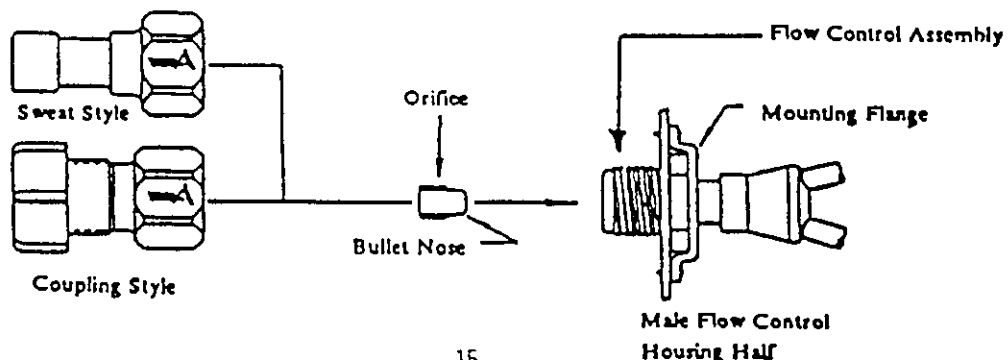 Flow Control Assembly
Orifice
Mounting Flange
Sweat Style
Bullet Nose
Coupling Style
Male Flow Control
Housing Half
15